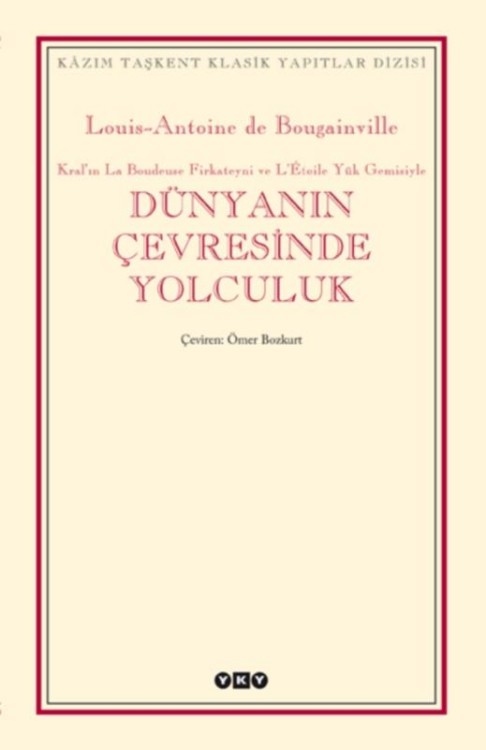 KÂZIM TAŞKENT KLASİK YAPITLAR DİZİSİ
Louis-Antoine de Bougainville
Kral'ın La Boudeuse Firkateyni ve L'Étoile Yük Gemisiyle
DÜNYANIN
ÇEVRESİNDE
YOLCULUK
Çeviren: Ömer Bozkurt
YKY